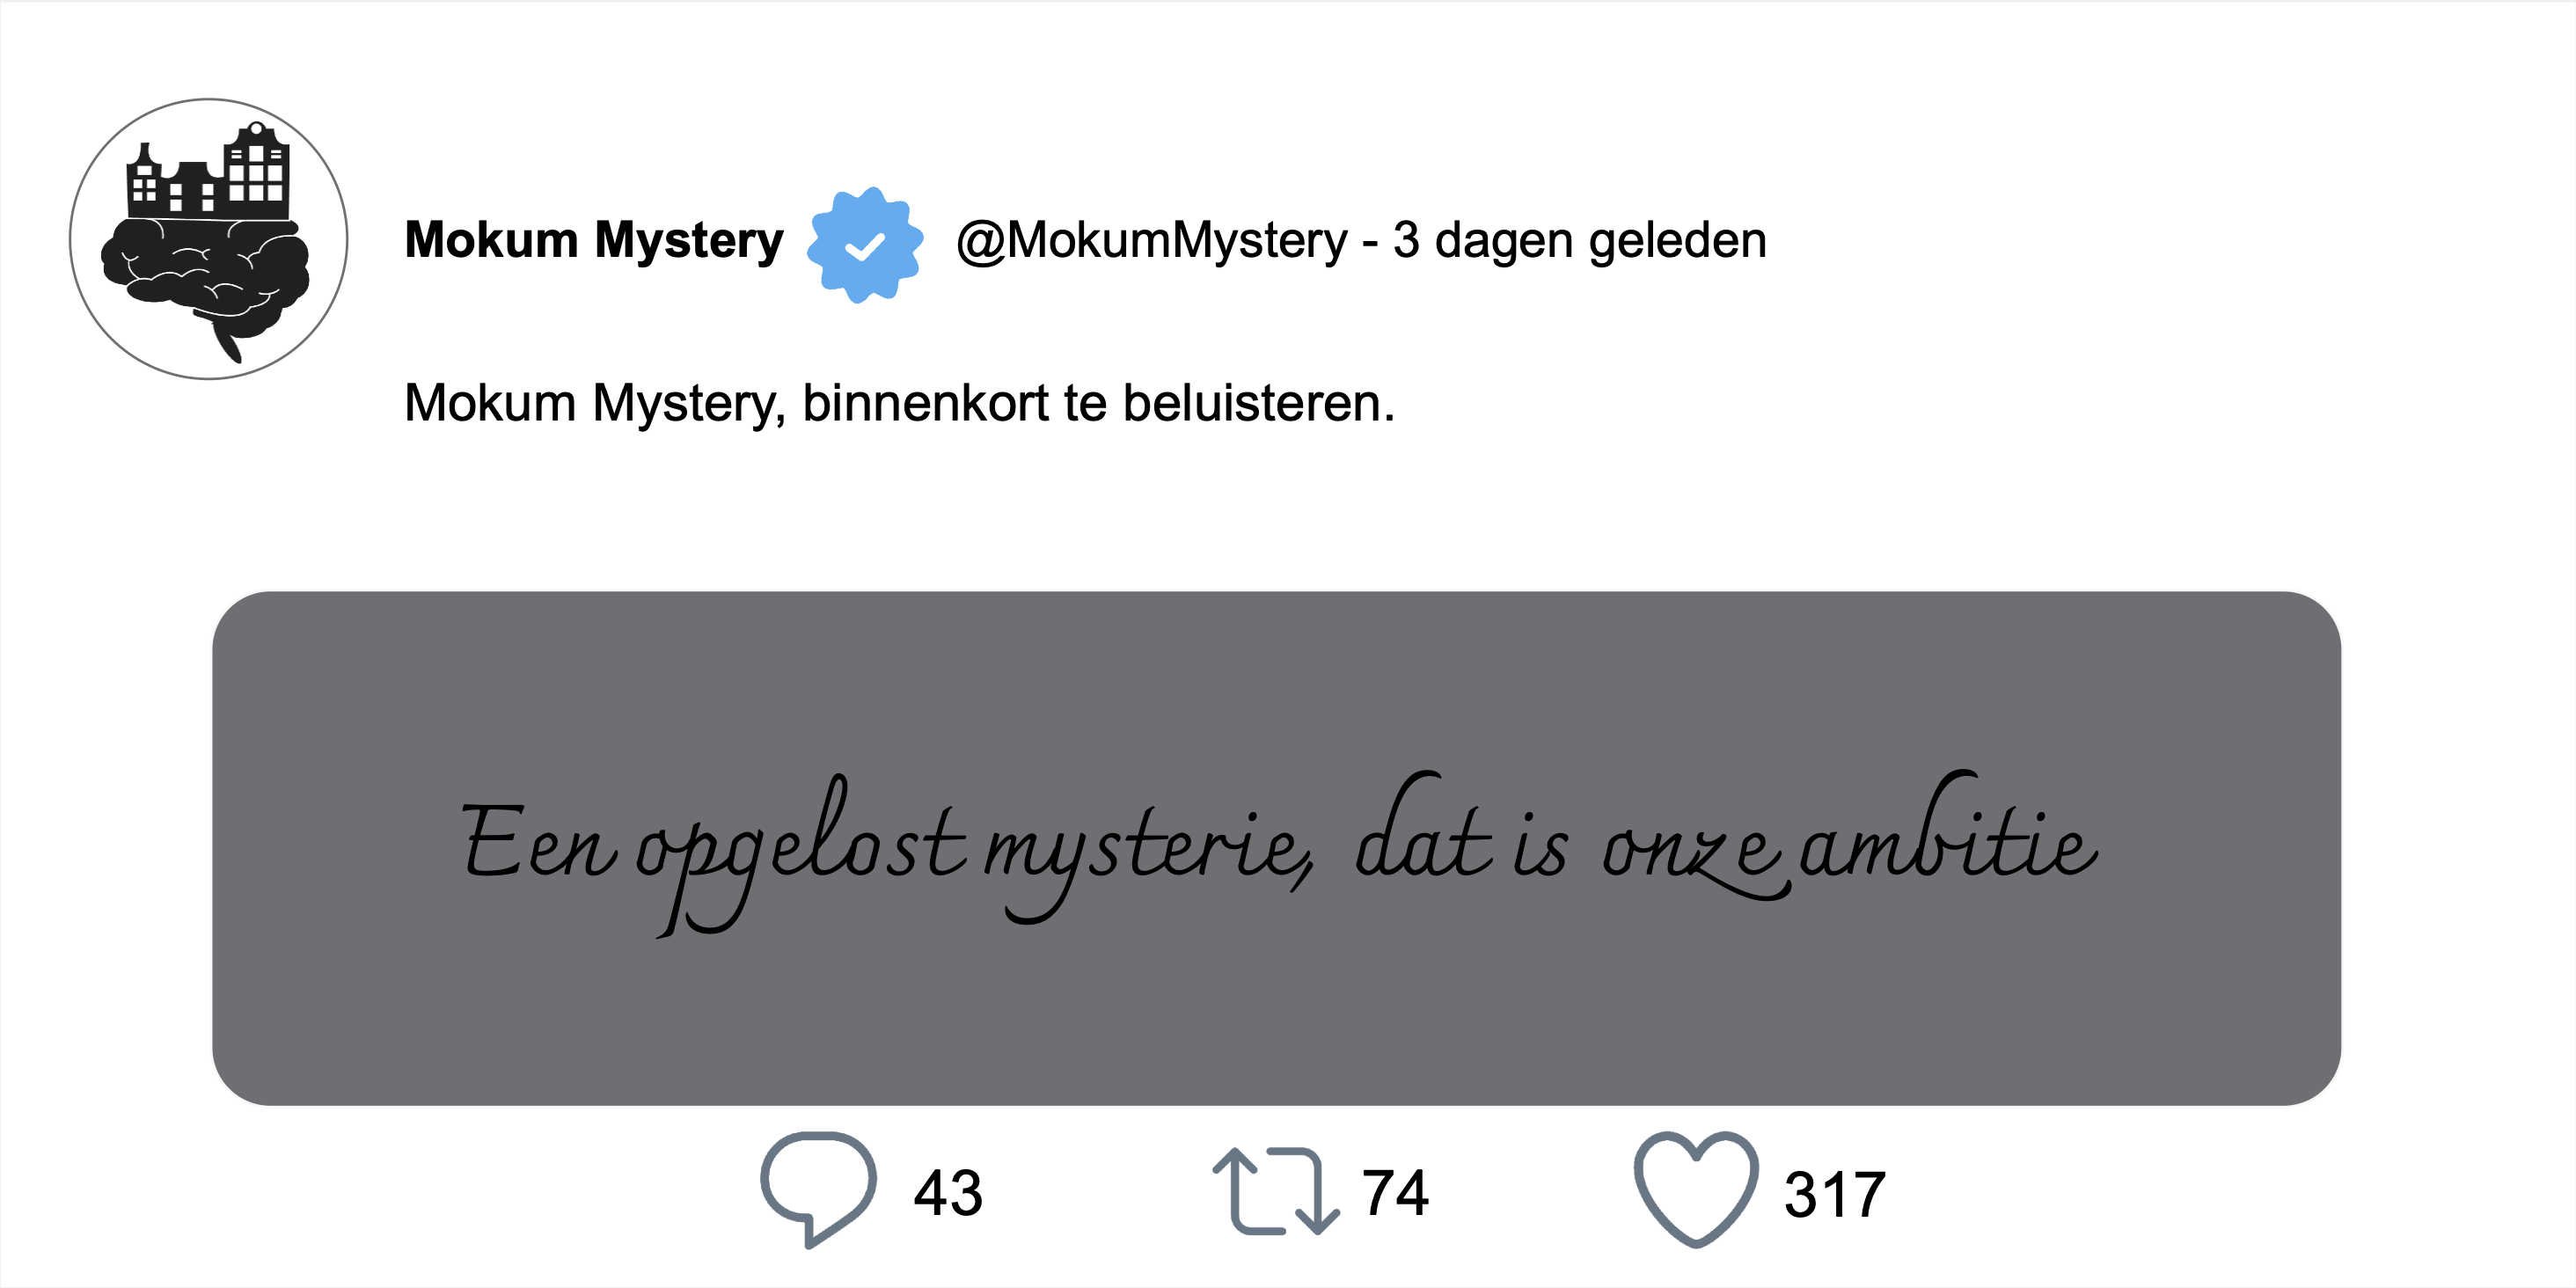 Mokum Mystery @MokumMystery - 3 dagen geleden
Mokum Mystery, binnenkort te beluisteren.
Een opgelost mysterie, dat is onze ambitie
43 74 317